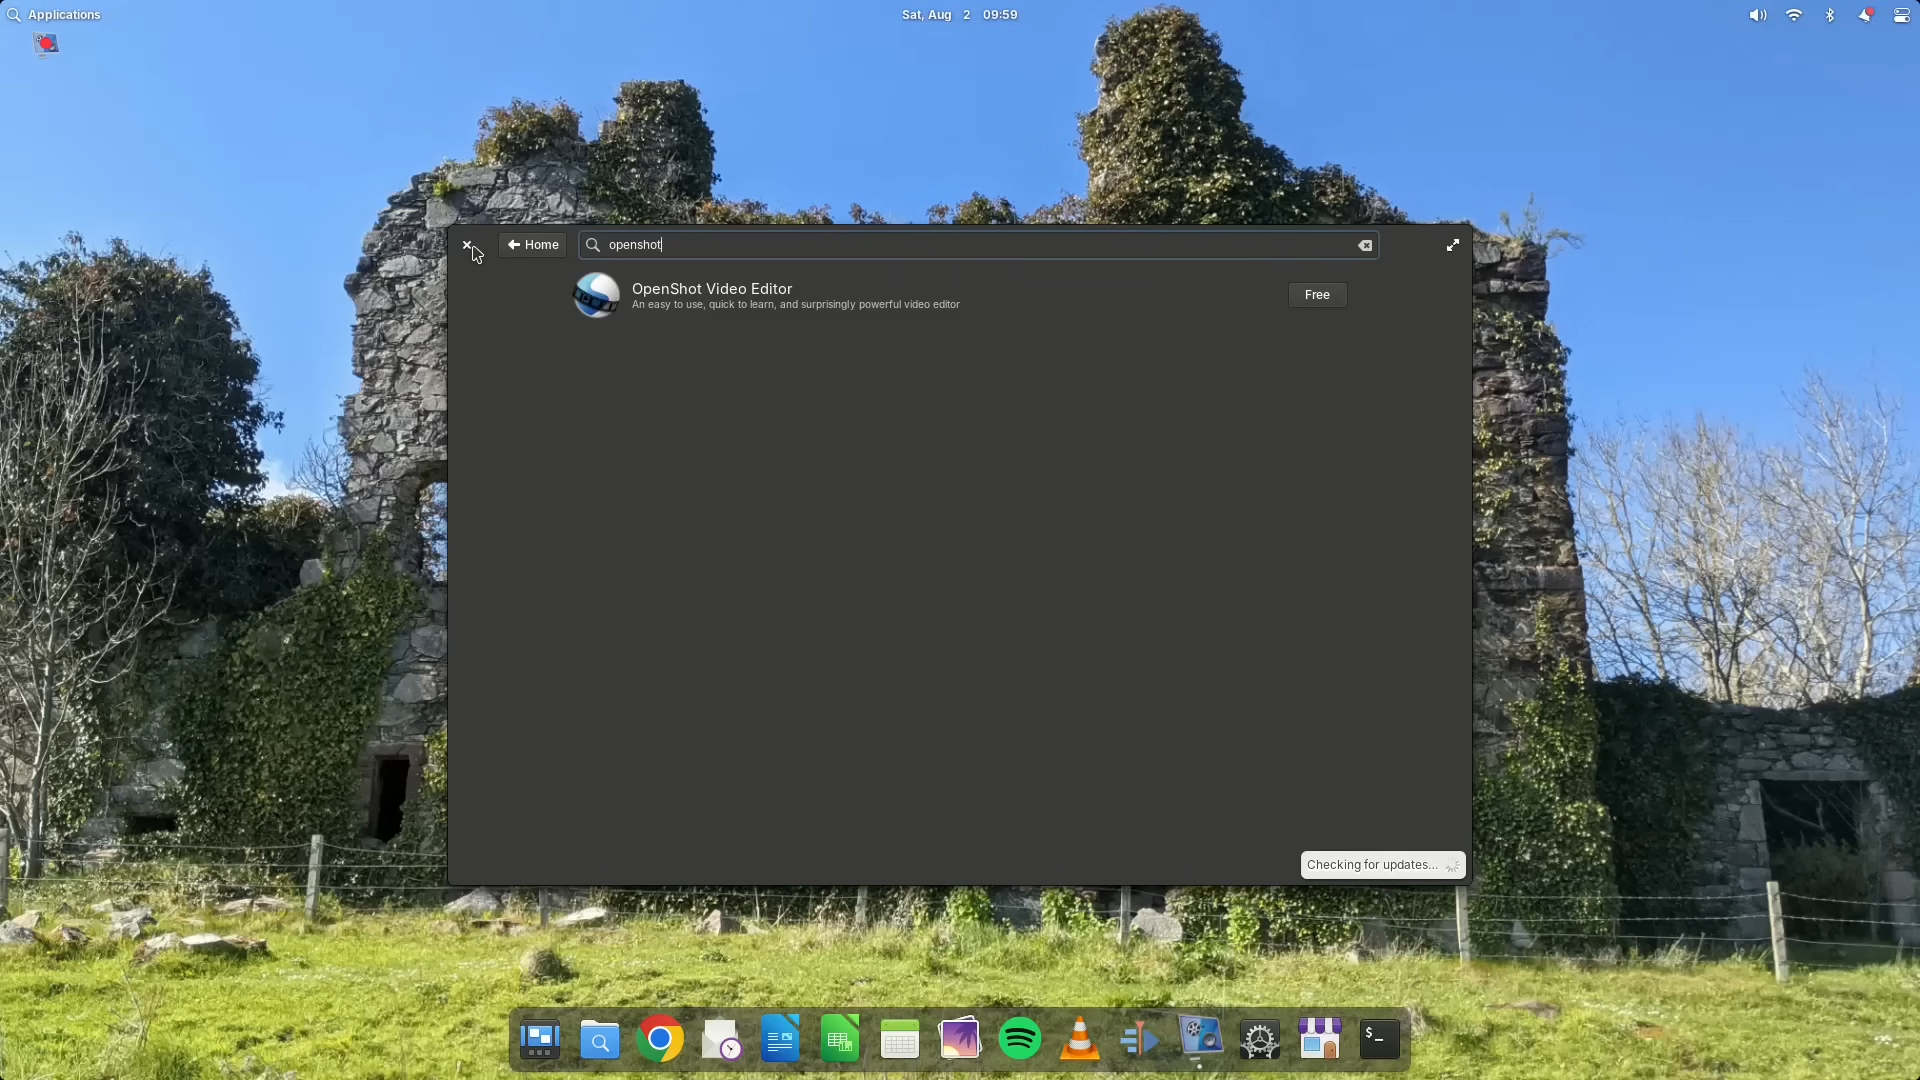 Applications
Sat, Aug 2 09:59
Home
openshot
OpenShot Video Editor
An easy to use, quick to learn, and surprisingly powerful video editor
Free
Checking for updates...
$ >_